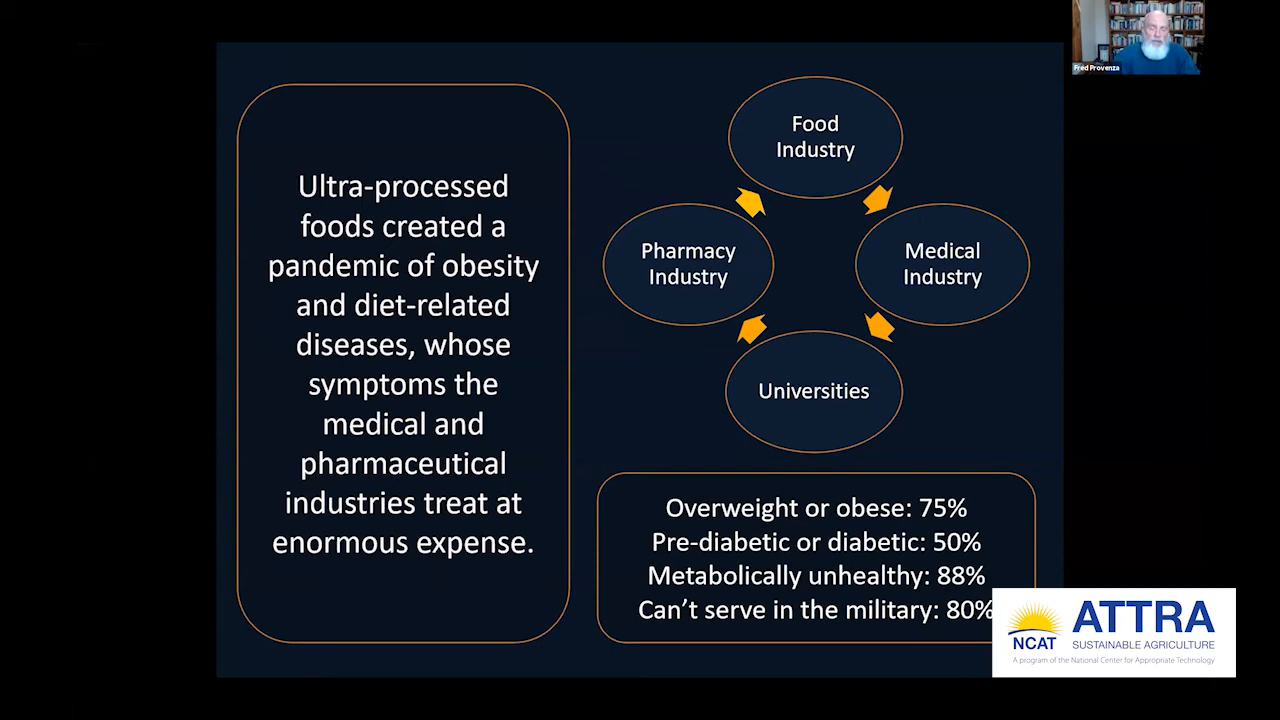 Fred Provenza
Ultra-processed
foods created a
pandemic of obesity
and diet-related
diseases, whose
symptoms the
medical and
pharmaceutical
industries treat at
enormous expense.
Food
Industry
Pharmacy
Industry
Medical
Industry
Universities
Overweight or obese: 75%
Pre-diabetic or diabetic: 50%
Metabolically unhealthy: 88%
Can't serve in the military: 80%
NCAT
ATTRA
SUSTAINABLE AGRICULTURE
A program of the National Center for Appropriate Technology